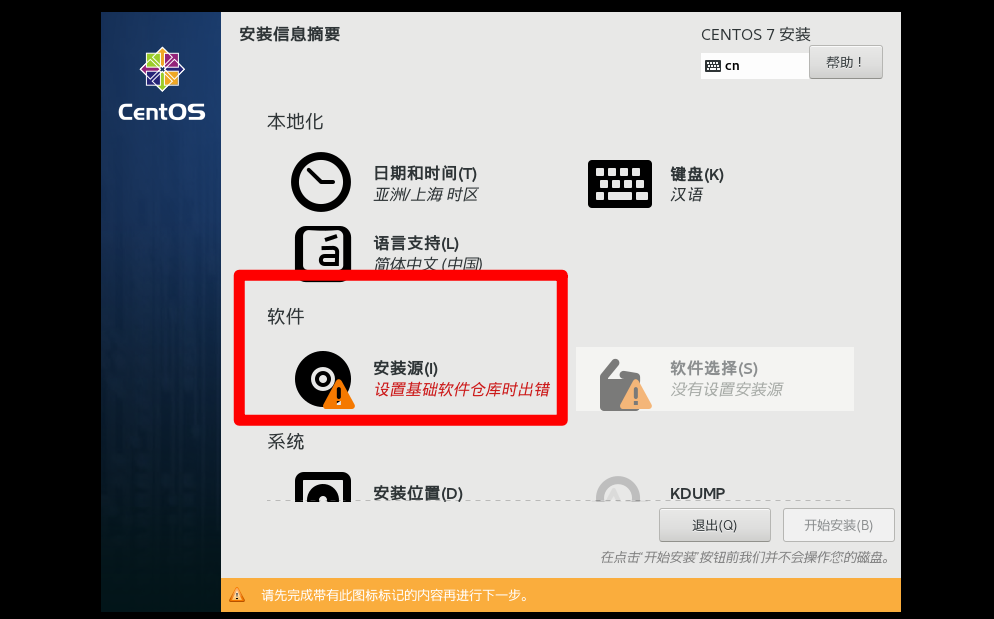 安装信息摘要
CENTOS 7 安装
cn
帮助！
CentOS
本地化
日期和时间(T)
亚洲/上海 时区
键盘(K)
汉语
语言支持(L)
简体中文 (中国)
软件
安装源(I)
设置基础软件仓库时出错
软件选择(S)
没有设置安装源
系统
安装位置(D)
KDUMP
退出(Q)
开始安装(B)
在点击“开始安装”按钮前我们并不会操作您的磁盘。
请先完成带有此图标标记的内容再进行下一步。